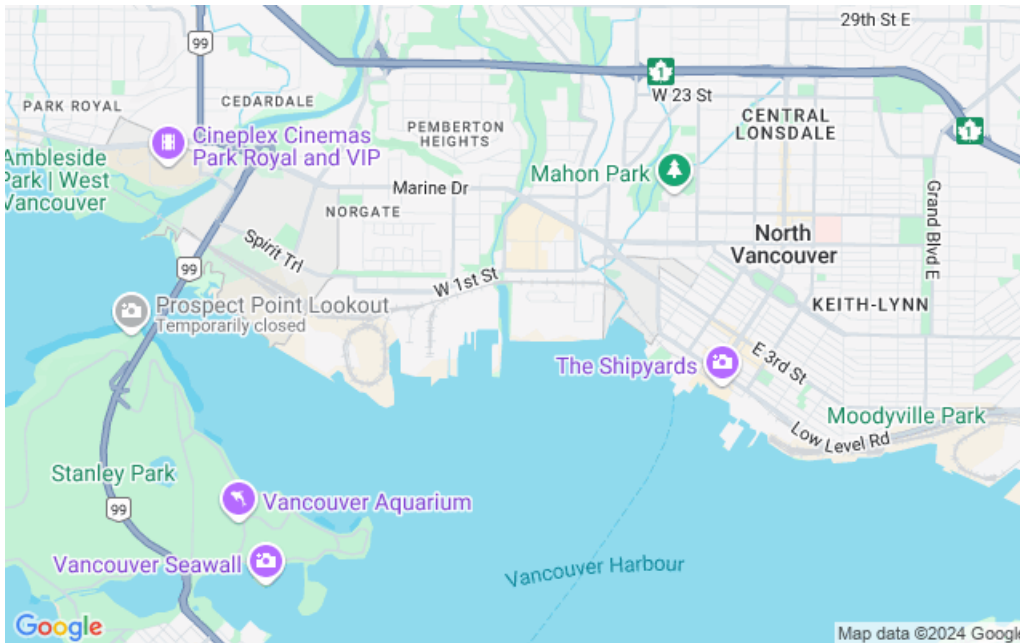 29th St E
99
1
W 23 St
PARK ROYAL
CEDARDALE
CENTRAL
LONSDALE
PEMBERTON
HEIGHTS
1
Cineplex Cinemas
Park Royal and VIP
Ambleside
Park | West
Vancouver
Mahon Park
Marine Dr
NORGATE
Grand Blvd E
North
Vancouver
Spirit Trl
99
W 1st St
Prospect Point Lookout
Temporarily closed
KEITH-LYNN
The Shipyards
E 3rd St
Moodyville Park
Low Level Rd
Stanley Park
99
Vancouver Aquarium
Vancouver Seawall
Vancouver Harbour
Google
Map data ©2024 Google